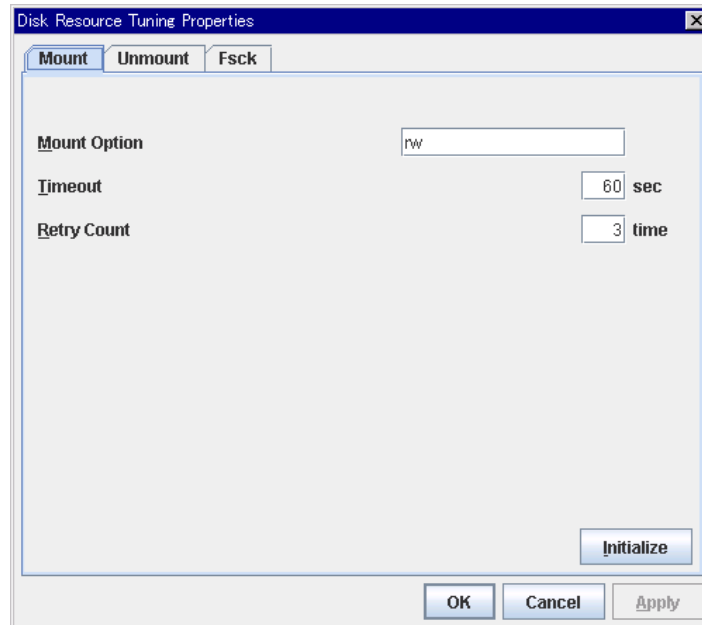 Disk Resource Tuning Properties
Mount Unmount Fsck
Mount Option rw
Timeout 60 sec
Retry Count 3 time
Initialize
OK Cancel Apply